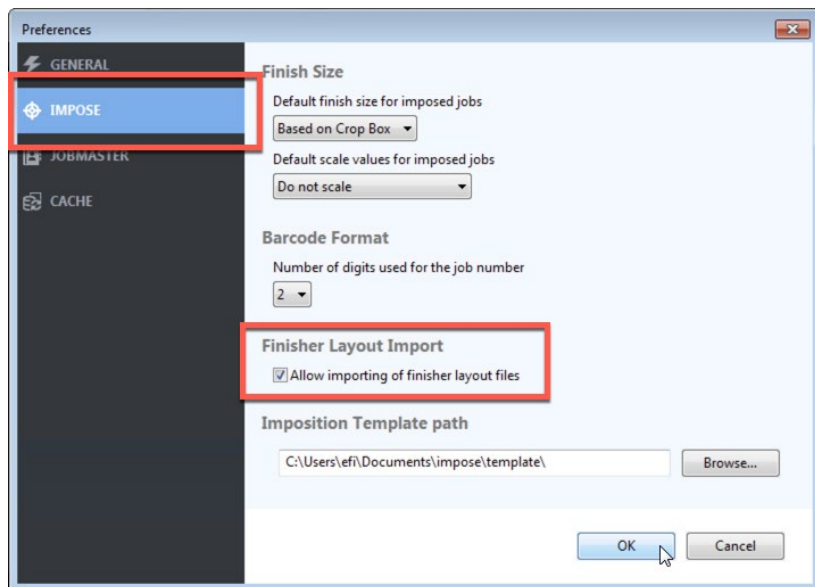 Preferences
GENERAL
IMPOSE
JOBMASTER
CACHE
Finish Size
Default finish size for imposed jobs
Based on Crop Box
Default scale values for imposed jobs
Do not scale
Barcode Format
Number of digits used for the job number
2
Finisher Layout Import
Allow importing of finisher layout files
Imposition Template path
C:\Users\efi\Documents\impose\template\
Browse...
OK
Cancel